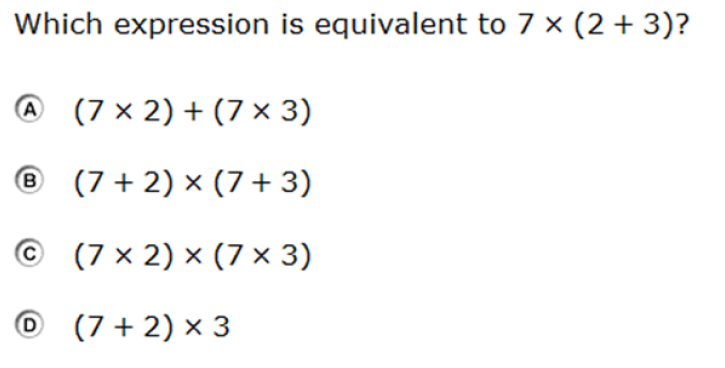 Which expression is equivalent to 7 × (2 + 3)?
A (7 × 2) + (7 × 3)
B (7 + 2) × (7 + 3)
C (7 × 2) × (7 × 3)
D (7 + 2) × 3